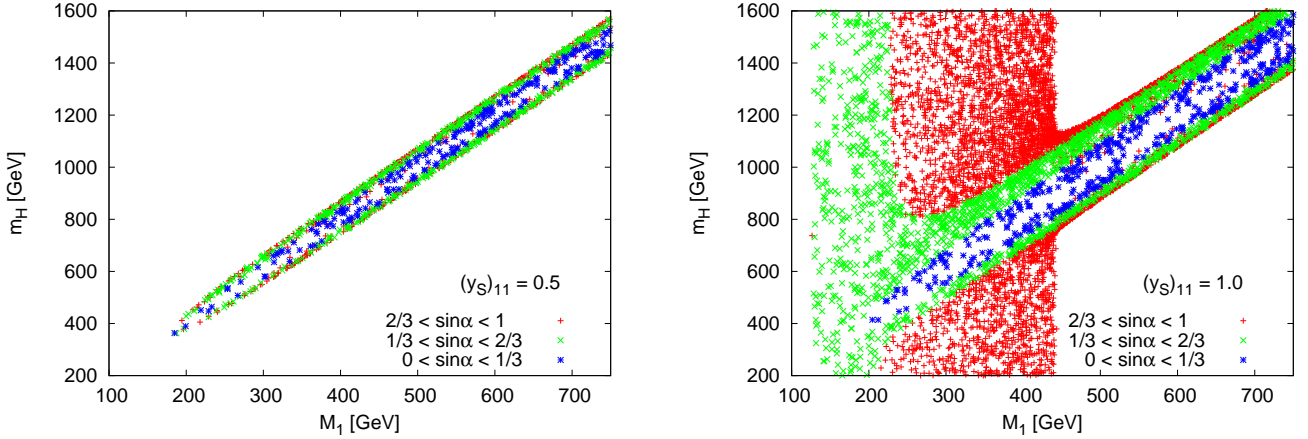 1600
1400
1200
1000
800
600
400
200
m_H [GeV]
(y_S)_11 = 0.5
2/3 < sinα < 1
1/3 < sinα < 2/3
0 < sinα < 1/3
100 200 300 400 500 600 700
M_1 [GeV]
1600
1400
1200
1000
800
600
400
200
m_H [GeV]
(y_S)_11 = 1.0
2/3 < sinα < 1
1/3 < sinα < 2/3
0 < sinα < 1/3
100 200 300 400 500 600 700
M_1 [GeV]